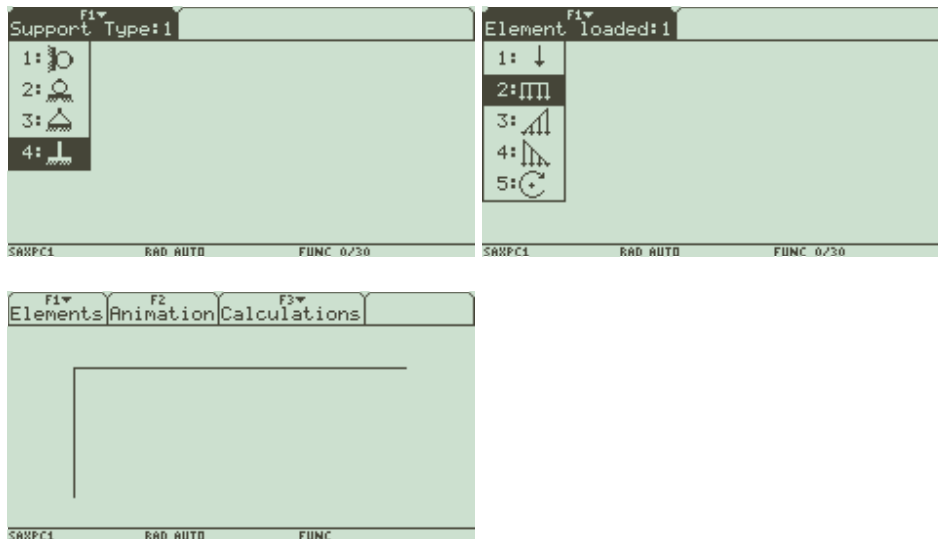 F1▾
Support Type:1
1:
2:
3:
4:
SAXPC1 RAD AUTO FUNC 0/30
F1▾
Element loaded:1
1: ↓
2:
3:
4:
5:
SAXPC1 RAD AUTO FUNC 0/30
F1▾ F2 F3▾
Elements Animation Calculations
SAXPC1 RAD AUTO FUNC